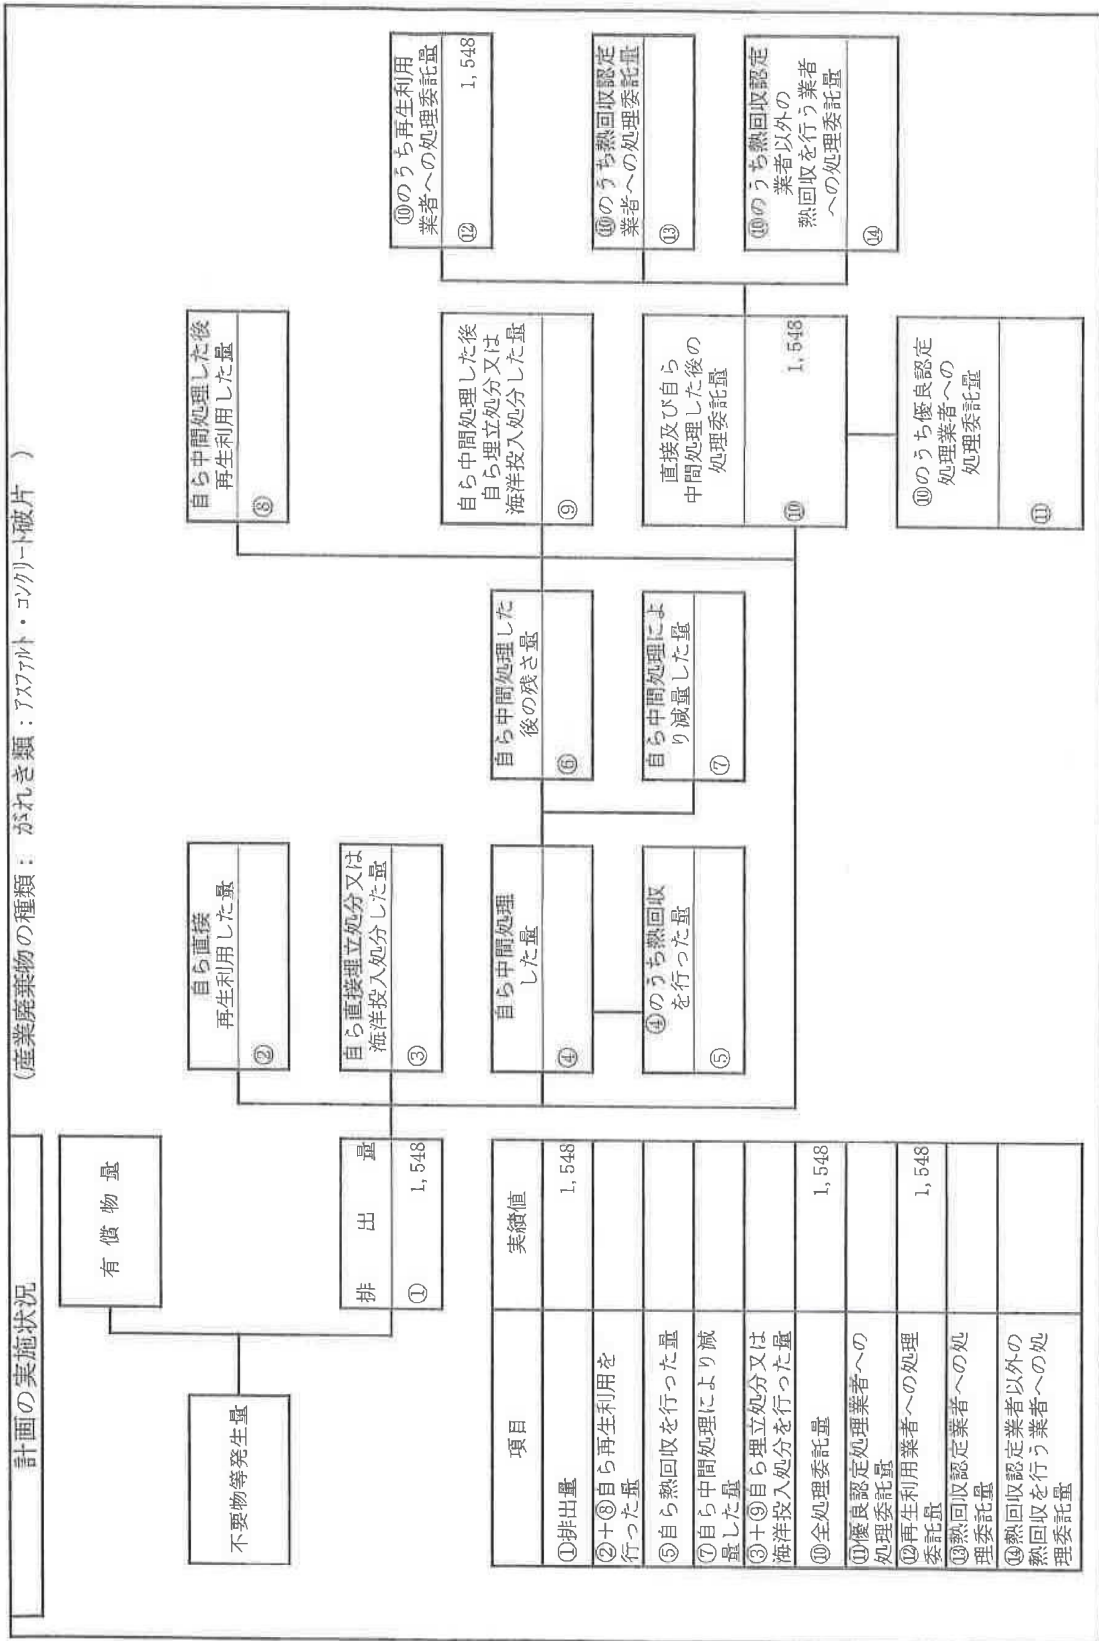 計画の実施状況
(産業廃棄物の種類： がれき類：アスファルト・コンクリート破片 )
不要物等発生量
有 償 物 量
排 出 量
① 1,548
自ら直接
再生利用した量
②
自ら直接埋立処分又は
海洋投入処分した量
③
自ら中間処理
した量
④
④のうち熱回収
を行った量
⑤
自ら中間処理した
後の残さ量
⑥
自ら中間処理によ
り減量した量
⑦
自ら中間処理した後
再生利用した量
⑧
自ら中間処理した後
自ら埋立処分又は
海洋投入処分した量
⑨
直接及び自ら
中間処理した後の
処理委託量
⑩ 1,548
⑩のうち優良認定
処理業者への
処理委託量
⑪
⑩のうち再生利用
業者への処理委託量
⑫ 1,548
⑩のうち熱回収認定
業者への処理委託量
⑬
⑩のうち熱回収認定
業者以外の
熱回収を行う業者
への処理委託量
⑭
項目 実績値
①排出量 1,548
②＋⑧自ら再生利用を
行った量
⑤自ら熱回収を行った量
⑦自ら中間処理により減
量した量
③＋⑨自ら埋立処分又は
海洋投入処分を行った量
⑩全処理委託量 1,548
⑪優良認定処理業者への
処理委託量
⑫再生利用業者への処理
委託量 1,548
⑬熱回収認定業者への処
理委託量
⑭熱回収認定業者以外の
熱回収を行う業者への処
理委託量